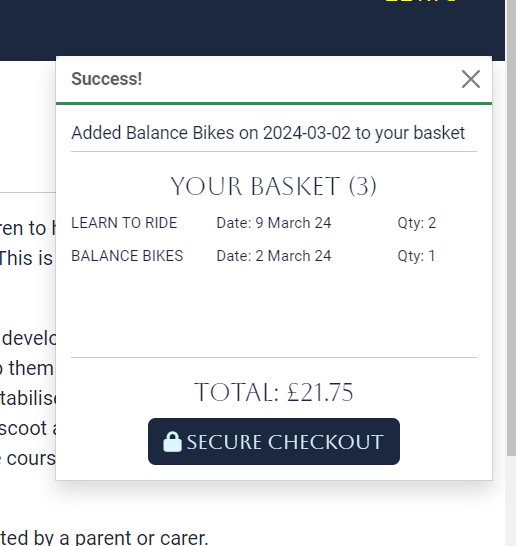 Success!
Added Balance Bikes on 2024-03-02 to your basket
YOUR BASKET (3)
LEARN TO RIDE Date: 9 March 24 Qty: 2
BALANCE BIKES Date: 2 March 24 Qty: 1
ren to
This is
develo
them
tabilise
scoot
cours
TOTAL: £21.75
SECURE CHECKOUT
ted by a parent or carer.